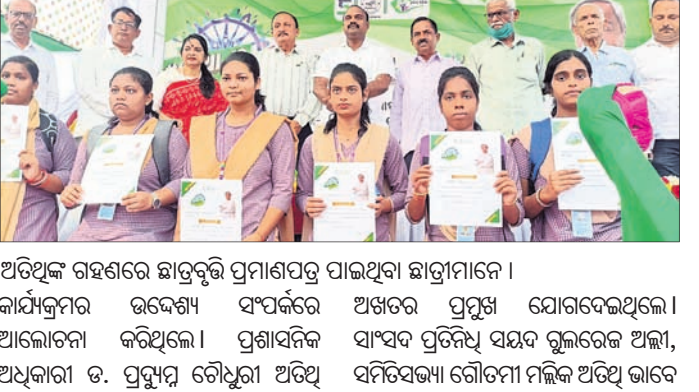 ଅତିଥିଙ୍କ ଗହଣରେ ଛାତ୍ରବୃତ୍ତି ପ୍ରମାଣପତ୍ର ପାଇଥିବା ଛାତ୍ରୀମାନେ ।
କାର୍ଯ୍ୟକ୍ରମର ଉଦ୍ଦେଶ୍ୟ ସଂପର୍କରେ
ଆଲୋଚନା କରିଥିଲେ। ପ୍ରଶାସନିକ
ଅଧିକାରୀ ଡ. ପ୍ରଦ୍ୟୁମ୍ନ ଚୌଧୁରୀ ଅତିଥି
ଅଖତର ପ୍ରମୁଖ ଯୋଗଦେଇଥିଲେ।
ସାଂସଦ ପ୍ରତିନିଧି ସୟଦ ଗୁଲରେଜ ଅଲ୍ଲୀ,
ସମିତିସଭ୍ୟା ଗୌତମୀ ମଲ୍ଲିକ ଅତିଥି ଭାବେ